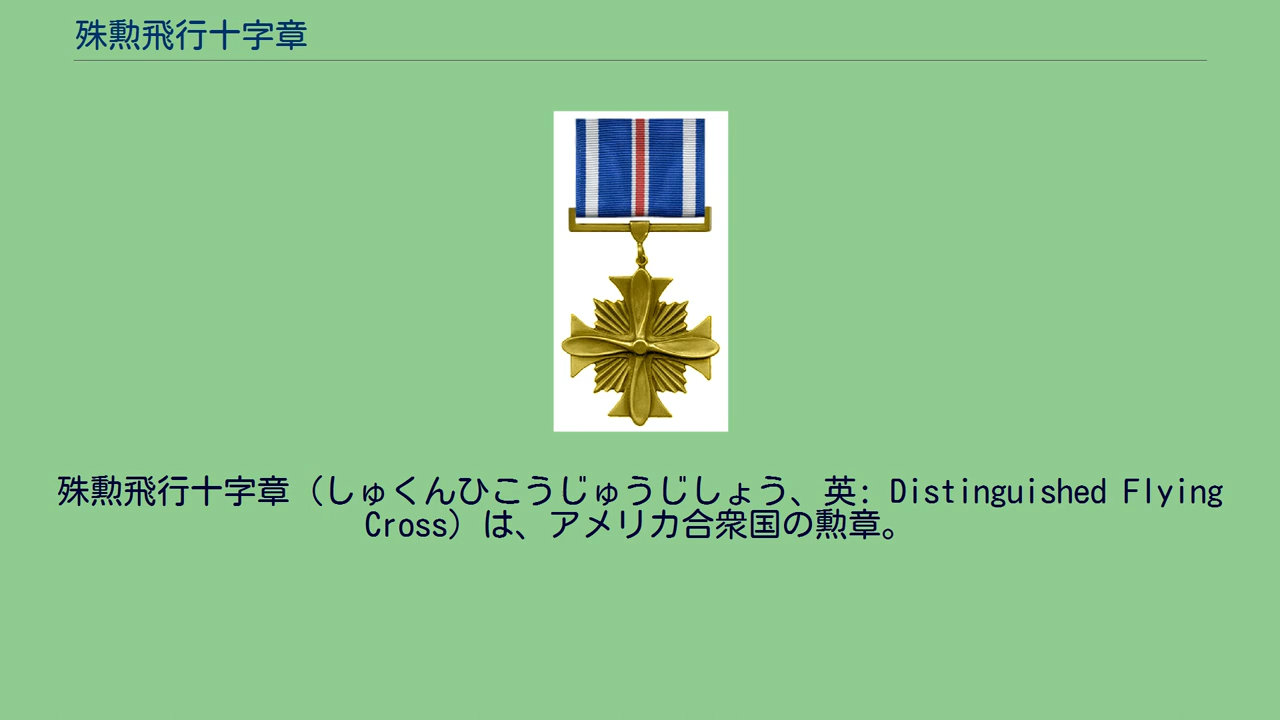 殊勲飛行十字章
殊勲飛行十字章（しゅくんひこうじゅうじしょう、英: Distinguished Flying
Cross）は、アメリカ合衆国の勲章。